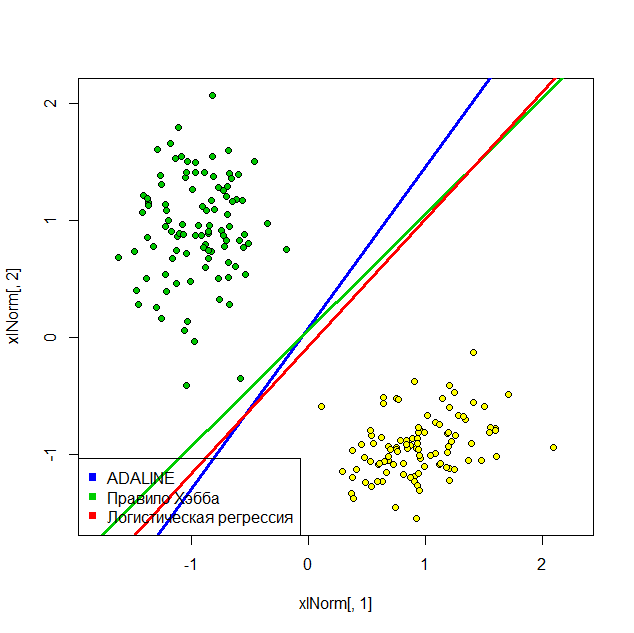 xlNorm[, 2]
2
1
0
-1
ADALINE
Правило Хэбба
Логистическая регрессия
-1 0 1 2
xlNorm[, 1]